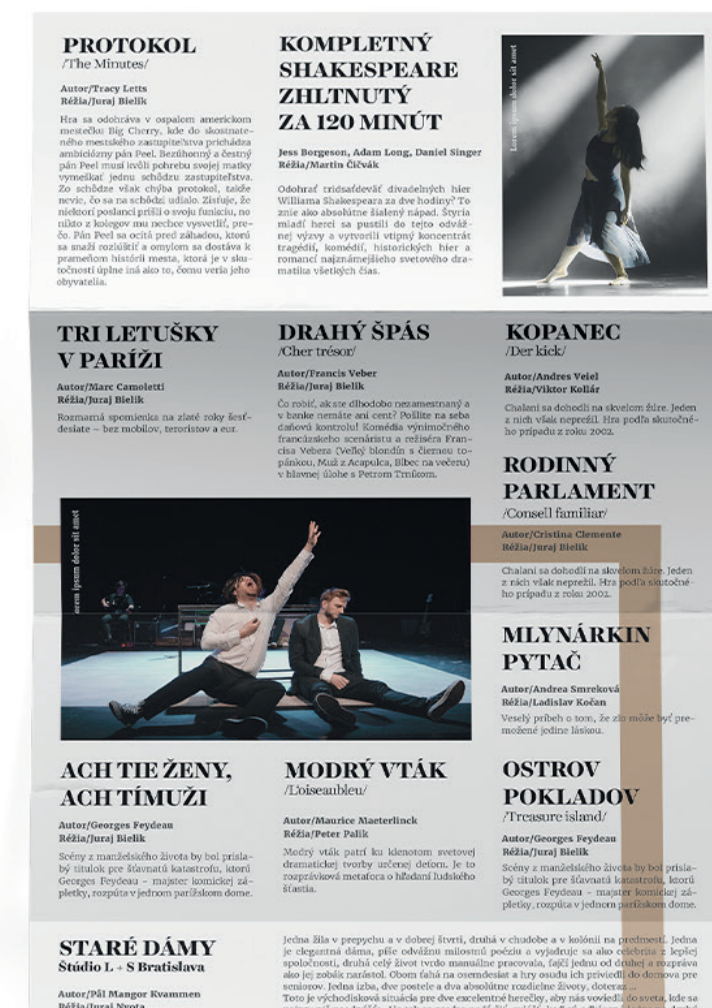 PROTOKOL
/The Minutes/
Autor/Tracy Letts
Réžia/Juraj Bielik
Hra sa odohráva v ospalom americkom
mestečku Big Cherry, kde do skostnate-
ného mestského zastupiteľstva prichádza
ambiciózny pán Peel. Bezúhonný a čestný
pán Peel musí kvôli pohrebu svojej matky
vymeškať jednu schôdzu zastupiteľstva.
Zo schôdze však chýba protokol, takže
nevie, čo sa na schôdzi udialo. Zisťuje, že
niektorí poslanci prišli o svoju funkciu, no
nikto z kolegov mu nechce vysvetliť, pre-
čo. Pán Peel sa ocitá pred záhadou, ktorú
sa snaží rozlúštiť a omylom sa dostáva k
prameňom histórii mesta, ktorá je v sku-
točnosti úplne iná ako to, čomu veria jeho
obyvatelia.
KOMPLETNÝ
SHAKESPEARE
ZHLTNUTÝ
ZA 120 MINÚT
Jess Borgeson, Adam Long, Daniel Singer
Réžia/Martin Čičvák
Odohrať tridsaťdeväť divadelných hier
Williama Shakespeara za dve hodiny? To
znie ako absolútne šialený nápad. Štyria
mladí herci sa pustili do tejto odváž-
nej výzvy a vytvorili vtipný koncentrát
tragédií, komédií, historických hier a
romancí najznámejšieho svetového dra-
matika všetkých čias.
Lorem ipsum dolor sit amet
TRI LETUŠKY
V PARÍŽI
Autor/Marc Camoletti
Réžia/Juraj Bielik
Rozmarná spomienka na zlaté roky šesť-
desiate – bez mobilov, teroristov a eur.
DRAHÝ ŠPÁS
/Cher trésor/
Autor/Francis Veber
Réžia/Juraj Bielik
Čo robiť, ak ste dlhodobo nezamestnaný a
v banke nemáte ani cent? Pošlite na seba
daňovú kontrolu! Komédia výnimočného
francúzskeho scenáristu a režiséra Fran-
cisa Vebera (Veľký blondín s čiernou to-
pánkou, Muž z Acapulca, Blbec na večeru)
v hlavnej úlohe s Petrom Trníkom.
KOPANEC
/Der kick/
Autor/Andres Veiel
Réžia/Viktor Kollár
Chalani sa dohodli na skvelom žúre. Jeden
z nich však neprežil. Hra podľa skutočné-
ho prípadu z roku 2002.
RODINNÝ
PARLAMENT
/Consell familiar/
Autor/Cristina Clemente
Réžia/Juraj Bielik
Chalani sa dohodli na skvelom žúre. Jeden
z nich však neprežil. Hra podľa skutočné-
ho prípadu z roku 2002.
orem ipsum dolor sit amet
MLYNÁRKIN
PYTAČ
Autor/Andrea Smreková
Réžia/Ladislav Kočan
Veselý príbeh o tom, že zlo môže byť pre-
možené jedine láskou.
ACH TIE ŽENY,
ACH TÍ MUŽI
Autor/Georges Feydeau
Réžia/Juraj Bielik
Scény z manželského života by bol prisla-
bý titulok pre šťavnatú katastrofu, ktorú
Georges Feydeau – majster komickej zá-
pletky, rozpúta v jednom parížskom dome.
MODRÝ VTÁK
/L'oiseaubleu/
Autor/Maurice Maeterlinck
Réžia/Peter Palik
Modrý vták patrí ku klenotom svetovej
dramatickej tvorby určenej deťom. Je to
rozprávková metafora o hľadaní ľudského
šťastia.
OSTROV
POKLADOV
/Treasure island/
Autor/Georges Feydeau
Réžia/Juraj Bielik
Scény z manželského života by bol prisla-
bý titulok pre šťavnatú katastrofu, ktorú
Georges Feydeau – majster komickej zá-
pletky, rozpúta v jednom parížskom dome.
STARÉ DÁMY
Štúdio L + S Bratislava
Autor/Pål Mangor Kvammen
Réžia/Juraj Nvota
Jedna žila v prepychu a v dobrej štvrti, druhá v chudobe a v kolónii na predmestí. Jedna
je elegantná dáma, píše odvážnu milostnú poéziu a vyjadruje sa ako celebrita z lepšej
spoločnosti, druhá celý život tvrdo manuálne pracovala, fajčí jednu od druhej a rozpráva
ako jej zobák narástol. Obom ťahá na osemdesiat a hry osudu ich priviedli do domova pre
seniorov. Jedna izba, dve postele a dva absolútne rozdielne životy, doteraz ...
Toto je východisková situácia pre dve excelentné herečky, aby nás voviedli do sveta, kde sa